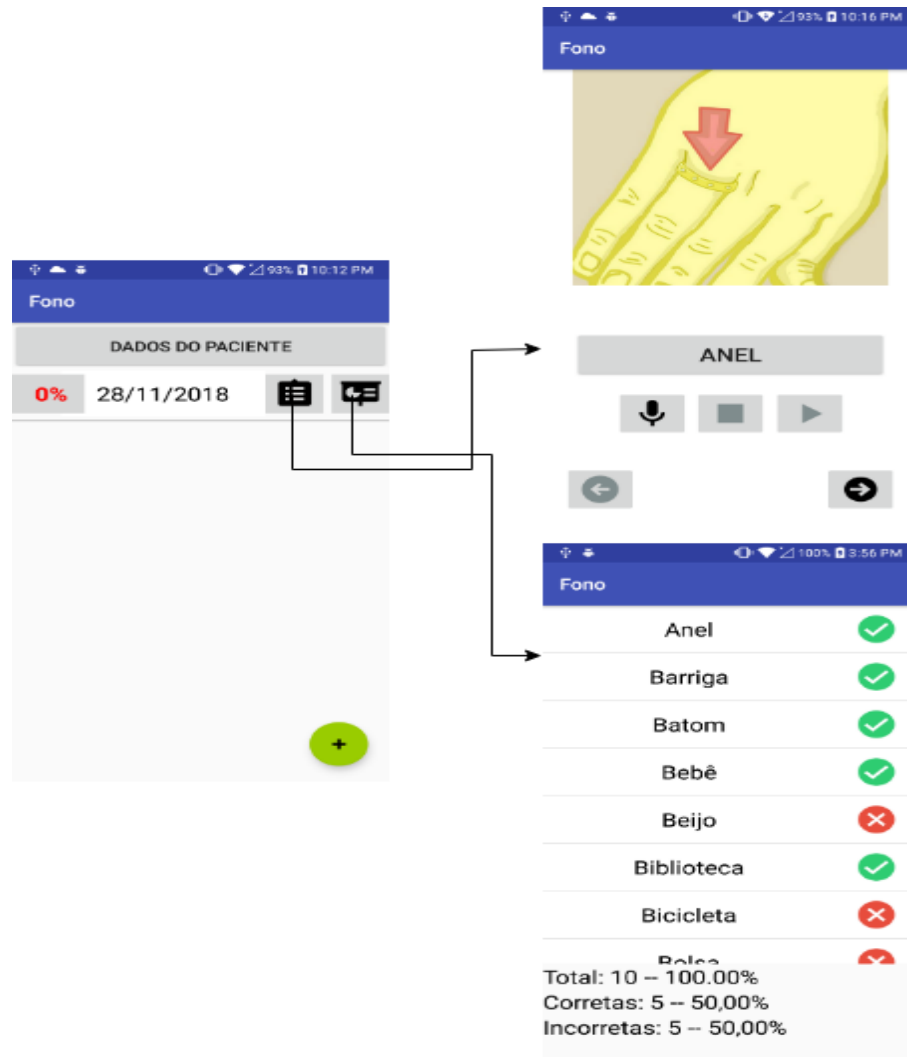 93% 10:12 PM
Fono
DADOS DO PACIENTE
0% 28/11/2018
+
93% 10:16 PM
Fono
ANEL
100% 3:56 PM
Fono
Anel
Barriga
Batom
Bebê
Beijo
Biblioteca
Bicicleta
Bolsa
Total: 10 -- 100.00%
Corretas: 5 -- 50,00%
Incorretas: 5 -- 50,00%